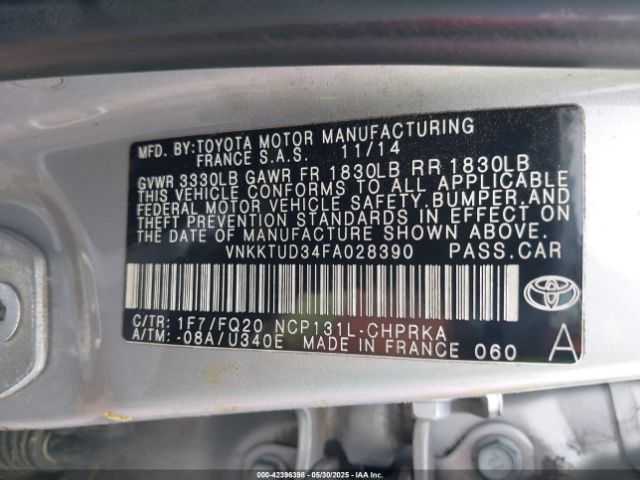 MFD. BY:TOYOTA MOTOR MANUFACTURING
FRANCE S.A.S. 11/14
GVWR 3330LB GAWR FR 1830LB RR 1830LB
THIS VEHICLE CONFORMS TO ALL APPLICABLE
FEDERAL MOTOR VEHICLE SAFETY,BUMPER,AND
THEFT PREVENTION STANDARDS IN EFFECT ON
THE DATE OF MANUFACTURE SHOWN ABOVE.
VNKKTUD34FA028390 PASS.CAR
C/TR: 1F7/FQ20 NCP131L-CHPRKA
A/TM: -08A/U340E MADE IN FRANCE 060 A
000-42396398 - 05/30/2025 - IAAI.COM